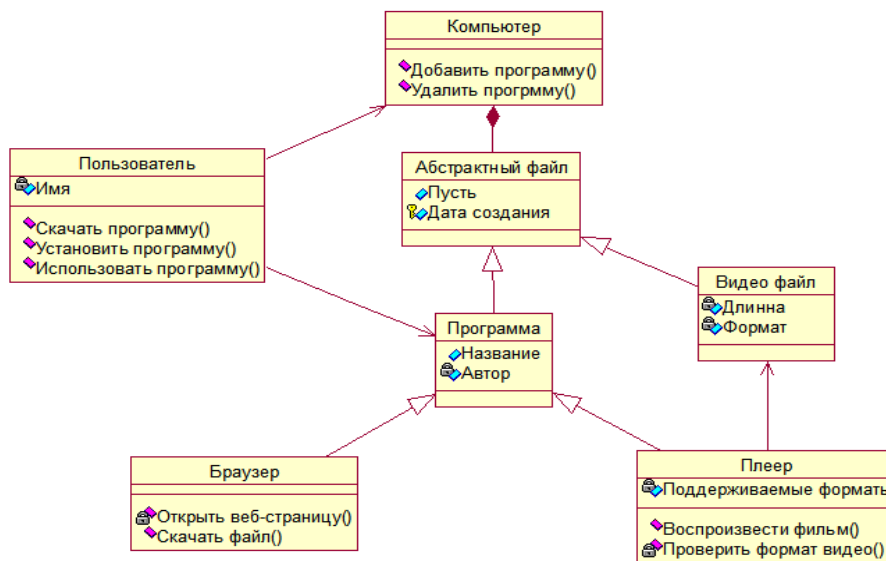 Компьютер
Добавить программу()
Удалить прогрмму()
Пользователь
Имя
Скачать программу()
Установить программу()
Использовать программу()
Абстрактный файл
Пусть
Дата создания
Видео файл
Длинна
Формат
Программа
Название
Автор
Браузер
Открыть веб-страницу()
Скачать файл()
Плеер
Поддерживаемые форматы
Воспроизвести фильм()
Проверить формат видео()